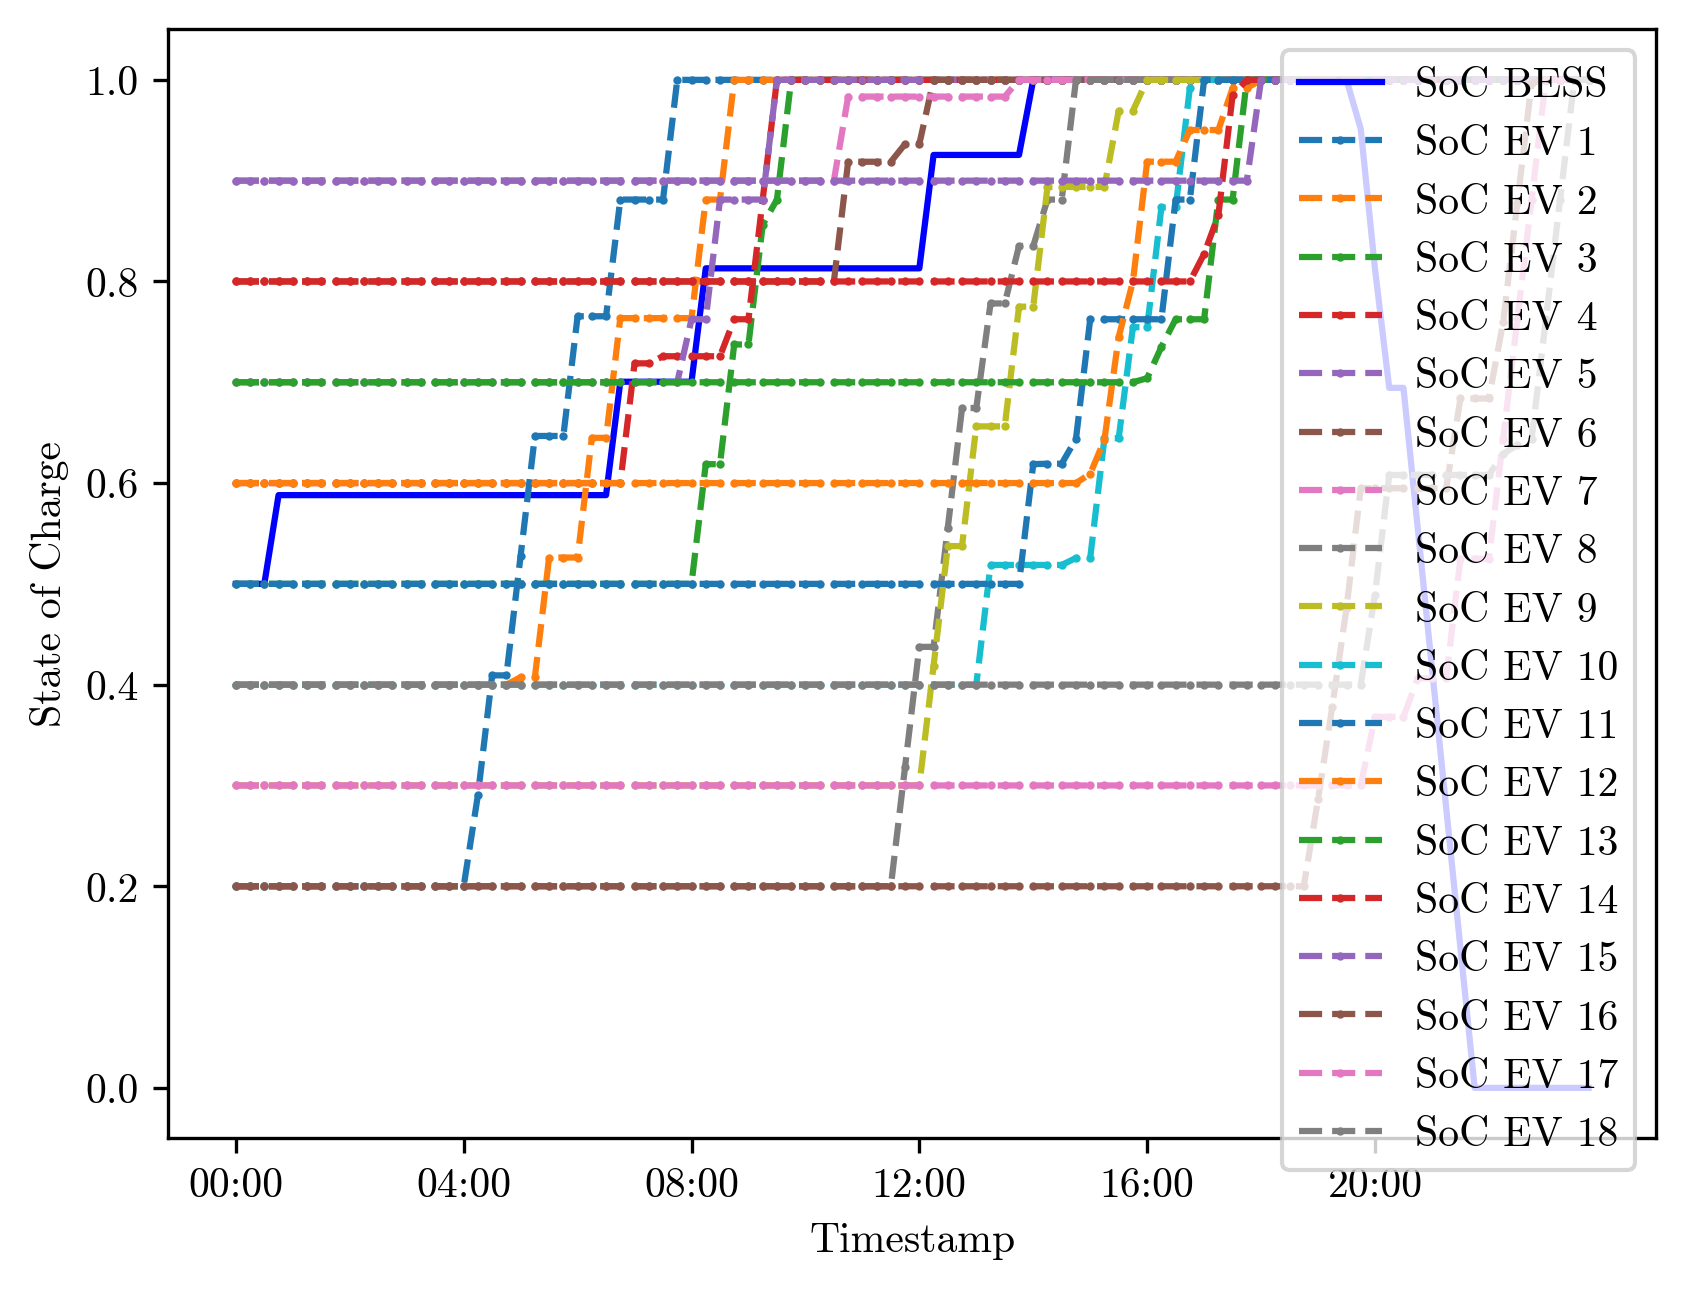 State of Charge
1.0
0.8
0.6
0.4
0.2
0.0
00:00 04:00 08:00 12:00 16:00 20:00
Timestamp
SoC BESS
SoC EV 1
SoC EV 2
SoC EV 3
SoC EV 4
SoC EV 5
SoC EV 6
SoC EV 7
SoC EV 8
SoC EV 9
SoC EV 10
SoC EV 11
SoC EV 12
SoC EV 13
SoC EV 14
SoC EV 15
SoC EV 16
SoC EV 17
SoC EV 18